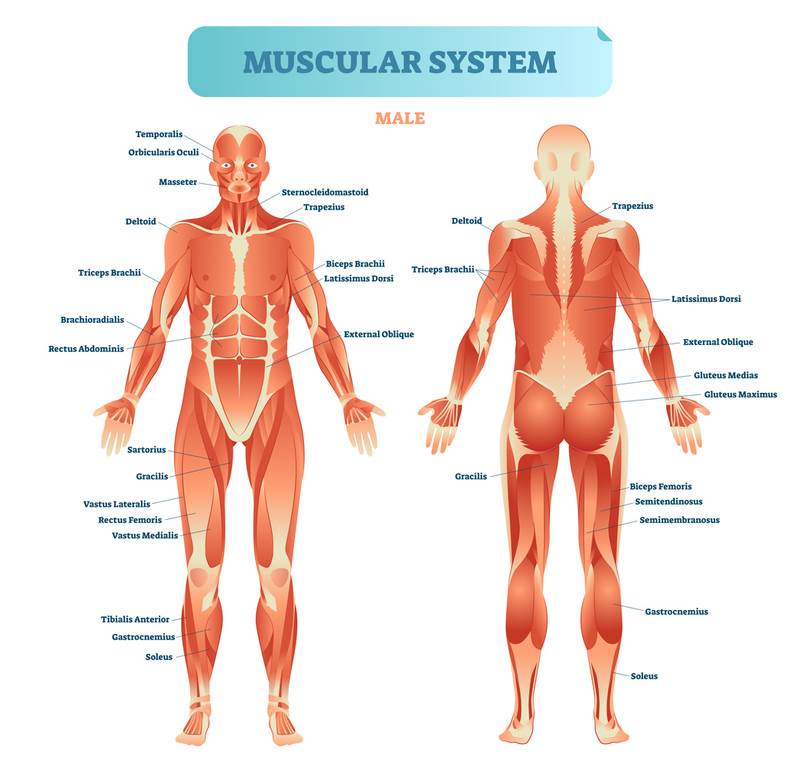 MUSCULAR SYSTEM
MALE
Temporalis
Orbicularis Oculi
Masseter
Sternocleidomastoid
Trapezius
Deltoid
Biceps Brachii
Triceps Brachii
Latissimus Dorsi
Brachioradialis
External Oblique
Rectus Abdominis
Sartorius
Gracilis
Vastus Lateralis
Rectus Femoris
Vastus Medialis
Tibialis Anterior
Gastrocnemius
Soleus
Trapezius
Deltoid
Triceps Brachii
Latissimus Dorsi
External Oblique
Gluteus Medias
Gluteus Maximus
Gracilis
Biceps Femoris
Semitendinosus
Semimembranosus
Gastrocnemius
Soleus